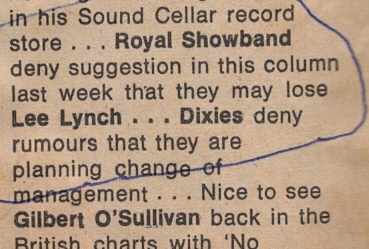 in his Sound Cellar record
store . . . Royal Showband
deny suggestion in this column
last week that they may lose
Lee Lynch . . . Dixies deny
rumours that they are
planning change of
management . . . Nice to see
Gilbert O'Sullivan back in the
British charts with 'No